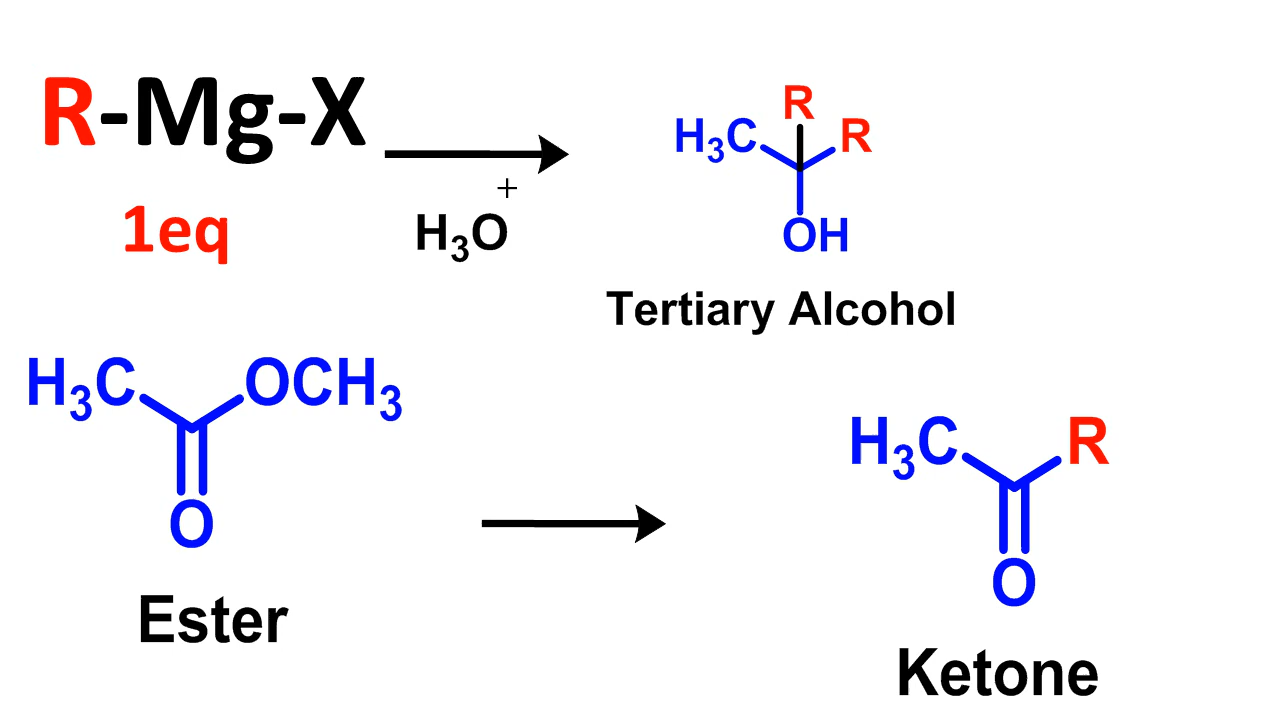 R-Mg-X
1eq
H₃O⁺
R
H₃C R
OH
Tertiary Alcohol
H₃C OCH₃
O
Ester
H₃C R
O
Ketone